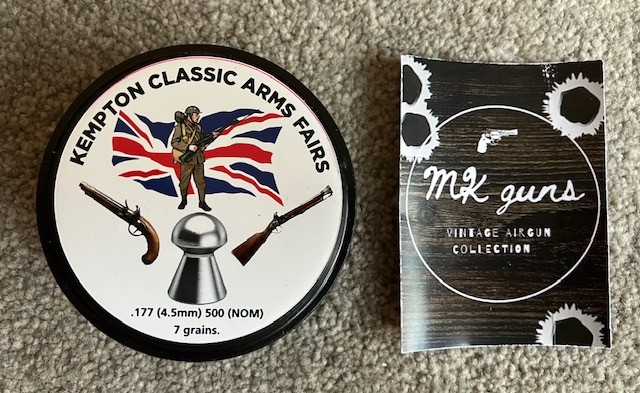 KEMPTON CLASSIC ARMS FAIRS
.177 (4.5mm) 500 (NOM)
7 grains.
MK guns
VINTAGE AIRGUN
COLLECTION